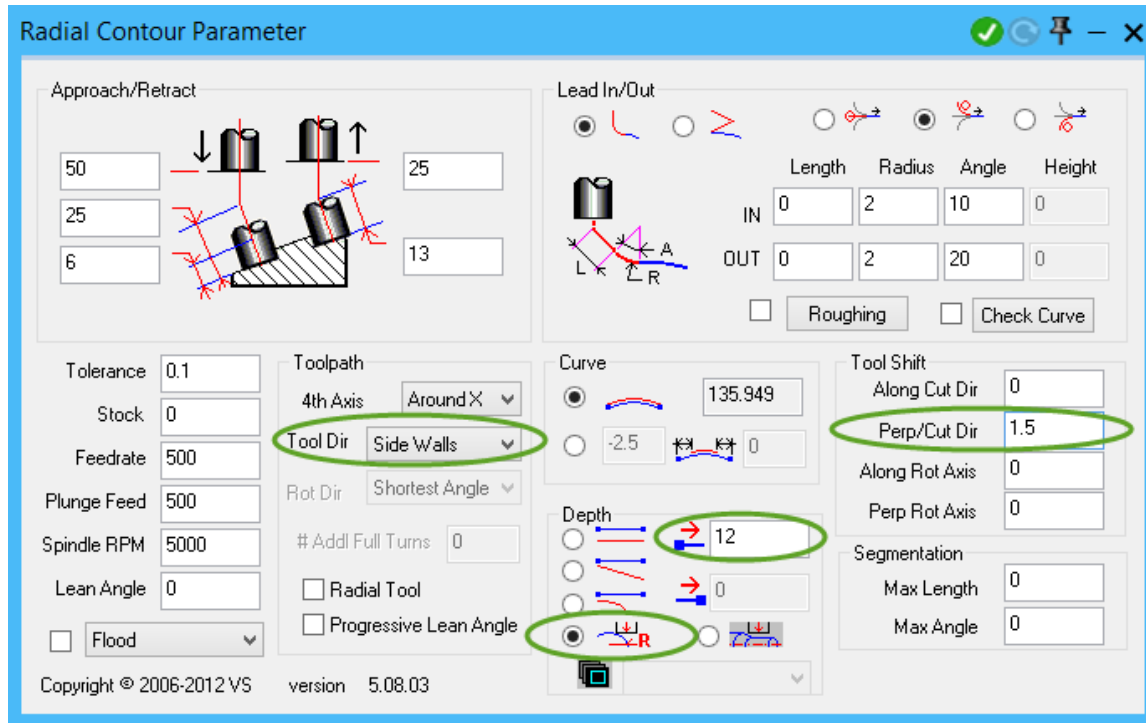 Radial Contour Parameter
Approach/Retract
50
25
6
25
13
Lead In/Out
Length Radius Angle Height
IN 0 2 10 0
OUT 0 2 20 0
L A R
Roughing Check Curve
Tolerance 0.1
Stock 0
Feedrate 500
Plunge Feed 500
Spindle RPM 5000
Lean Angle 0
Flood
Toolpath
4th Axis Around X
Tool Dir Side Walls
Rot Dir Shortest Angle
# Addl Full Turns 0
Radial Tool
Progressive Lean Angle
Curve
135.949
-2.5 0
Depth
12
0
R
Tool Shift
Along Cut Dir 0
Perp/Cut Dir 1.5
Along Rot Axis 0
Perp Rot Axis 0
Segmentation
Max Length 0
Max Angle 0
Copyright © 2006-2012 VS version 5.08.03